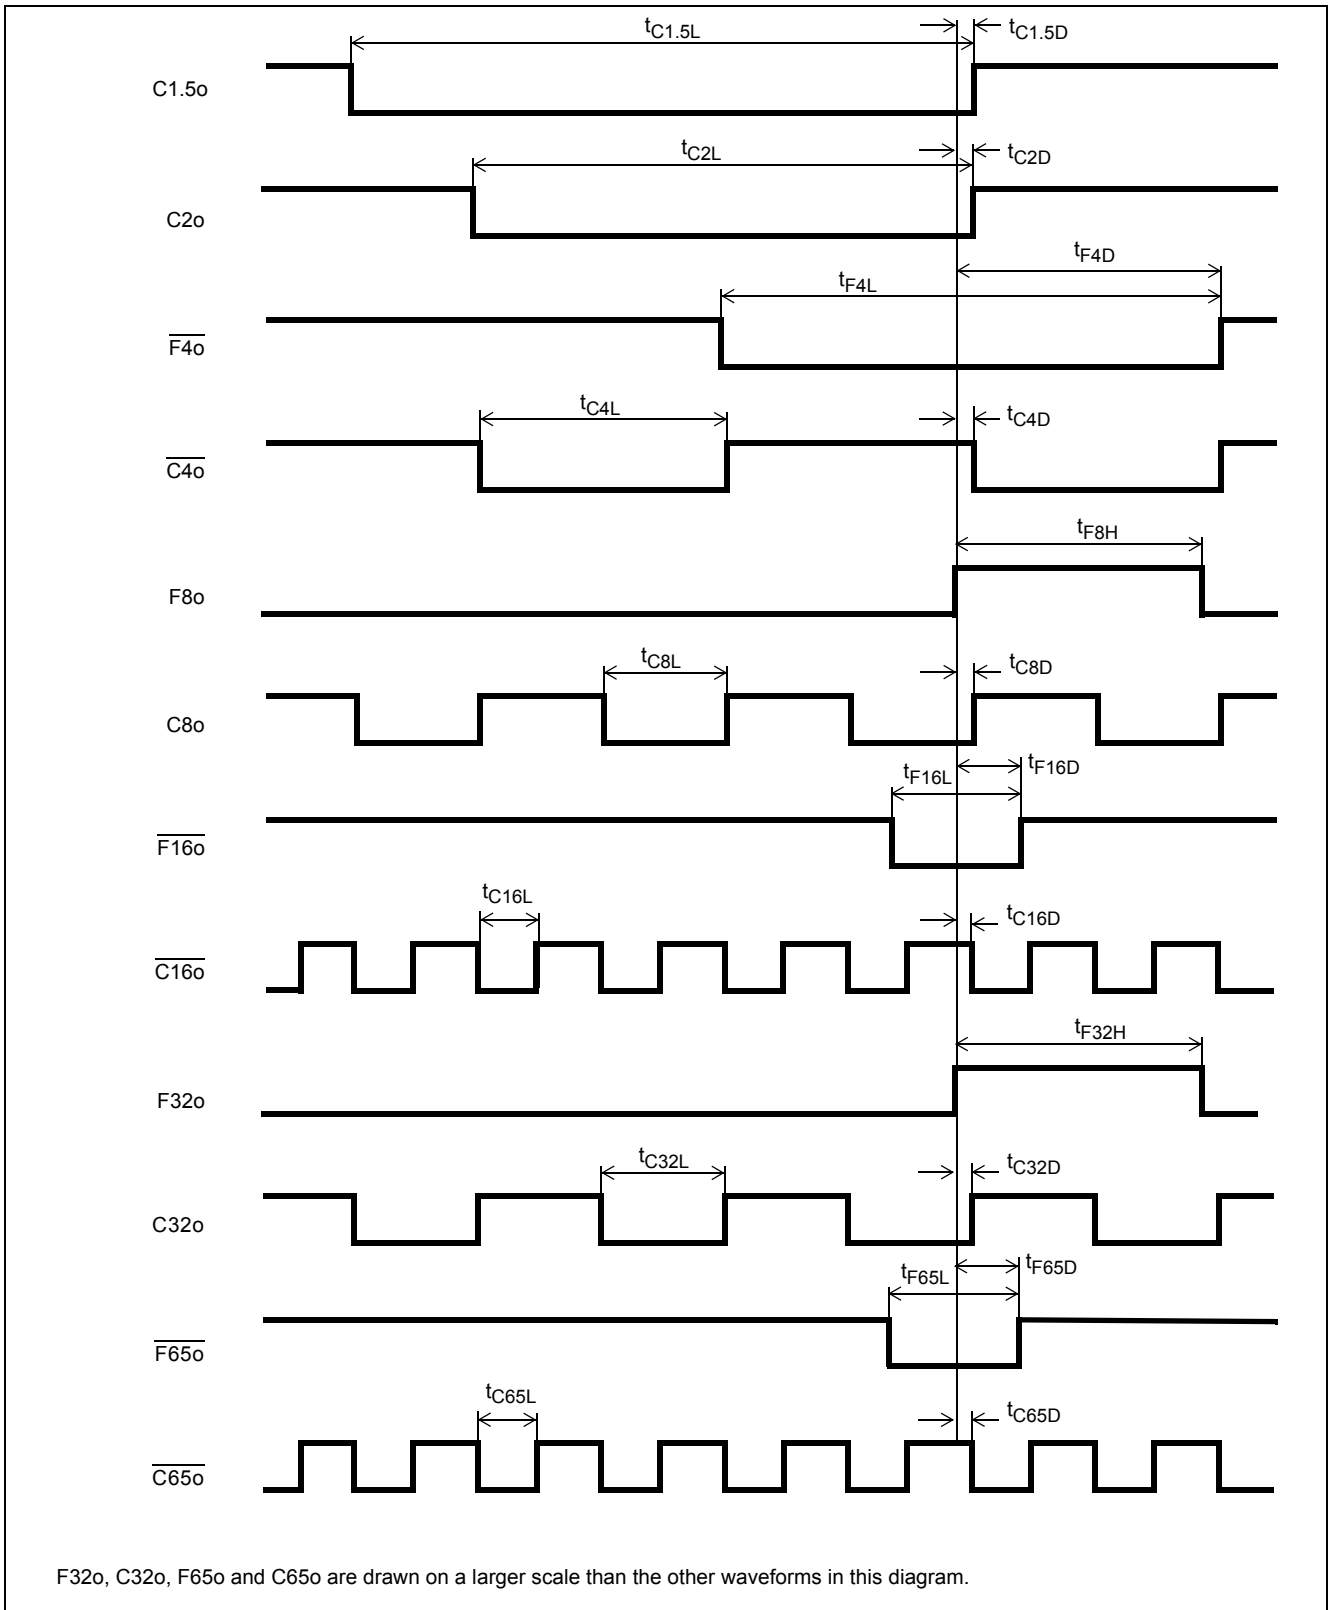 tC1.5L
tC1.5D
C1.5o
tC2L
tC2D
C2o
tF4D
tF4L
F4o
tC4L
tC4D
C4o
tF8H
F8o
tC8L
tC8D
C8o
tF16L
tF16D
F16o
tC16L
tC16D
C16o
tF32H
F32o
tC32L
tC32D
C32o
tF65L
tF65D
F65o
tC65L
tC65D
C65o
F32o, C32o, F65o and C65o are drawn on a larger scale than the other waveforms in this diagram.